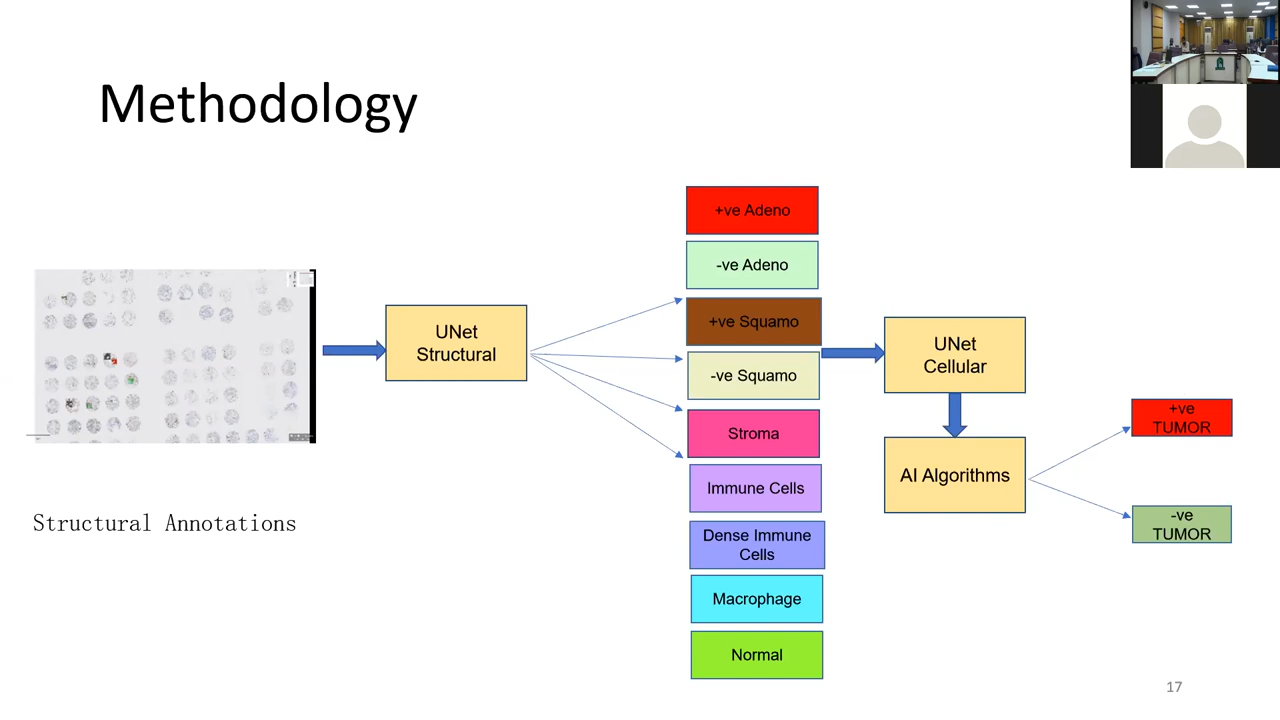 Methodology
+ve Adeno
-ve Adeno
+ve Squamo
-ve Squamo
Stroma
Immune Cells
Dense Immune
Cells
Macrophage
Normal
UNet
Structural
UNet
Cellular
AI Algorithms
+ve
TUMOR
-ve
TUMOR
Structural Annotations
17